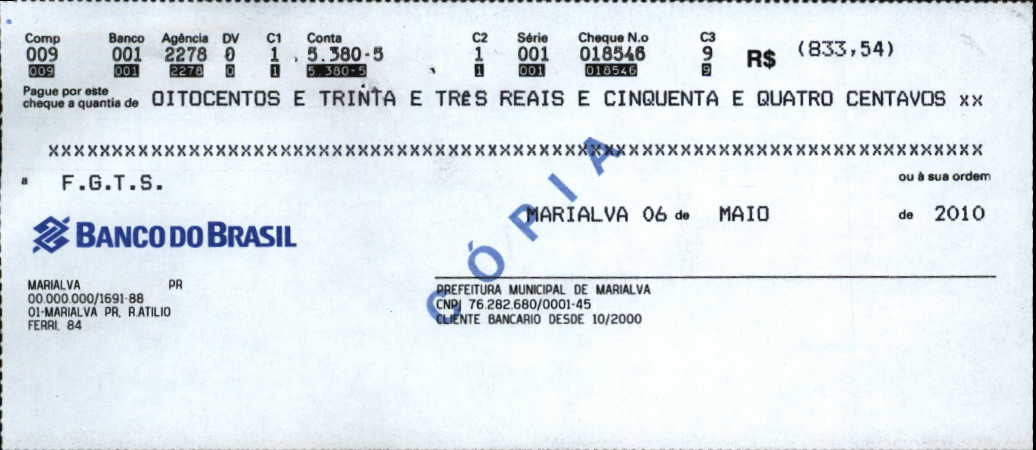 Comp Banco Agência DV C1 Conta C2 Série Cheque N.o C3
009 001 2278 0 1 5.380-5 1 001 018546 9 R$ (833,54)
009 001 2278 0 1 5.380-5 1 001 018546 9
Pague por este
cheque a quantia de OITOCENTOS E TRINTA E TRêS REAIS E CINQUENTA E QUATRO CENTAVOS xx
xxxxxxxxxxxxxxxxxxxxxxxxxxxxxxxxxxxxxxxxxxxxxxxxxxxxxxxxxxxxxxxxxxxxxxxxxxx
a F.G.T.S. ou à sua ordem
MARIALVA 06 de MAIO de 2010
BANCO DO BRASIL
CÓPIA
MARIALVA PR
00.000.000/1691-88
01-MARIALVA PR, R.ATILIO
FERRI, 84
PREFEITURA MUNICIPAL DE MARIALVA
CNPJ 76.282.680/0001-45
CLIENTE BANCARIO DESDE 10/2000